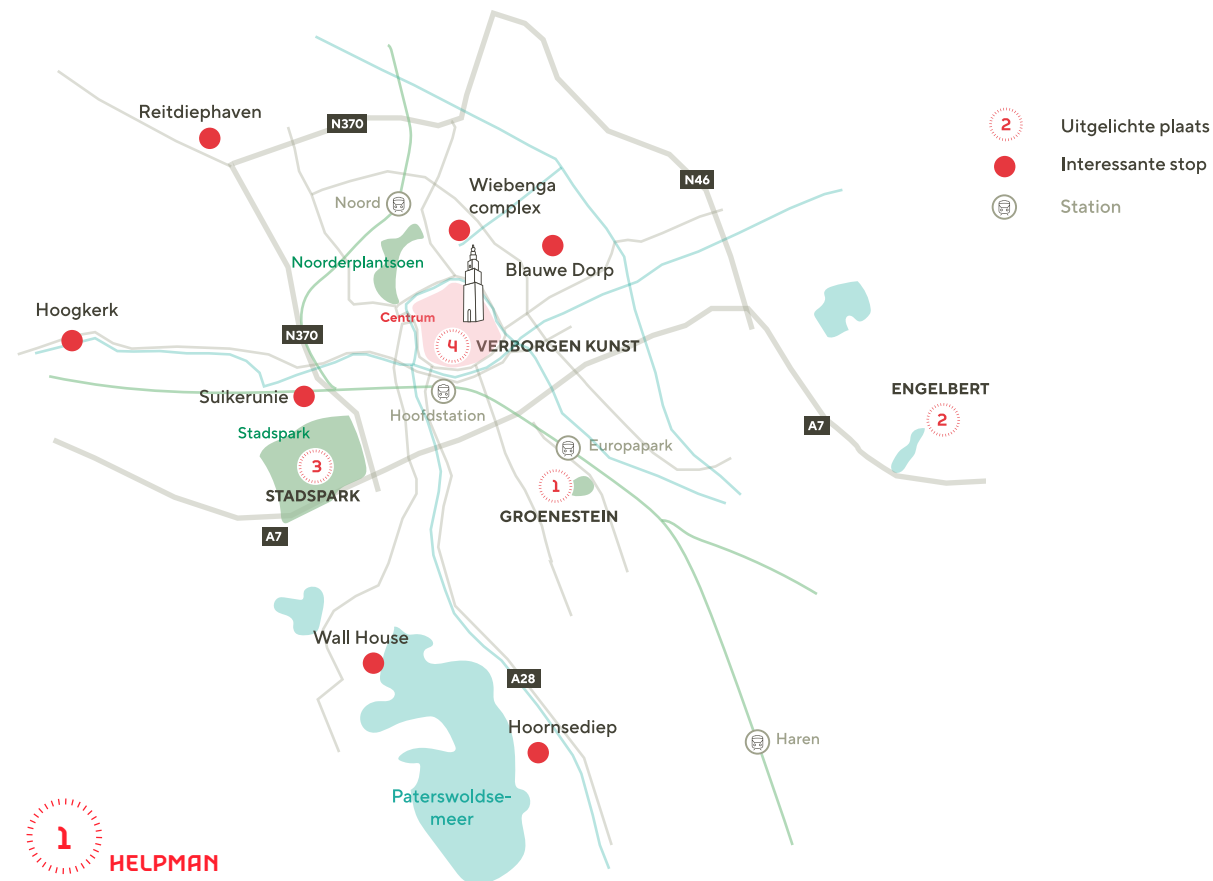 Reitdiephaven
N370
2
Uitgelichte plaats
Interessante stop
N46
Wiebenga
complex
Noord
Station
Noorderplantsoen
Blauwe Dorp
Hoogkerk
Centrum
N370
4
VERBORGEN KUNST
Suikerunie
Hoofdstation
ENGELBERT
2
A7
Stadspark
Europapark
3
STADSPARK
1
GROENESTEIN
A7
Wall House
A28
Hoornsediep
Haren
Paterswoldse-
meer
1
HELPMAN